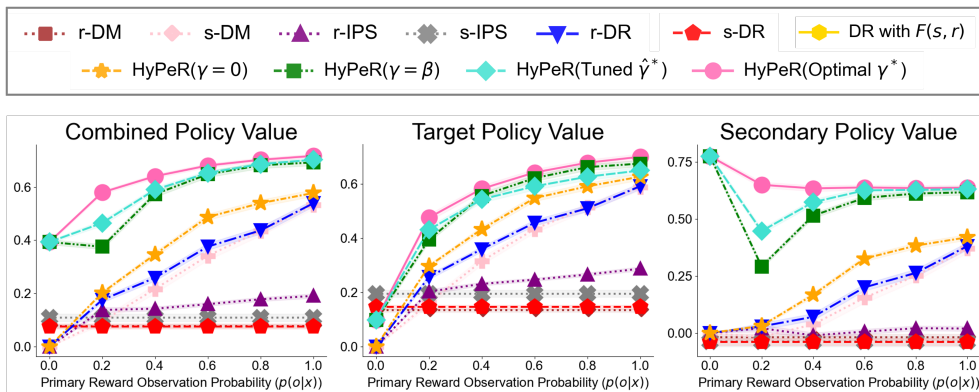 r-DM s-DM r-IPS s-IPS r-DR s-DR DR with F(s, r)
HyPeR(γ = 0) HyPeR(γ = β) HyPeR(Tuned γ̂*) HyPeR(Optimal γ*)
Combined Policy Value Target Policy Value Secondary Policy Value
0.6 0.4 0.2 0.0
0.0 0.2 0.4 0.6 0.8 1.0
Primary Reward Observation Probability (p(o|x))
0.6 0.4 0.2 0.0
0.0 0.2 0.4 0.6 0.8 1.0
Primary Reward Observation Probability (p(o|x))
0.75 0.50 0.25 0.00
0.0 0.2 0.4 0.6 0.8 1.0
Primary Reward Observation Probability (p(o|x))